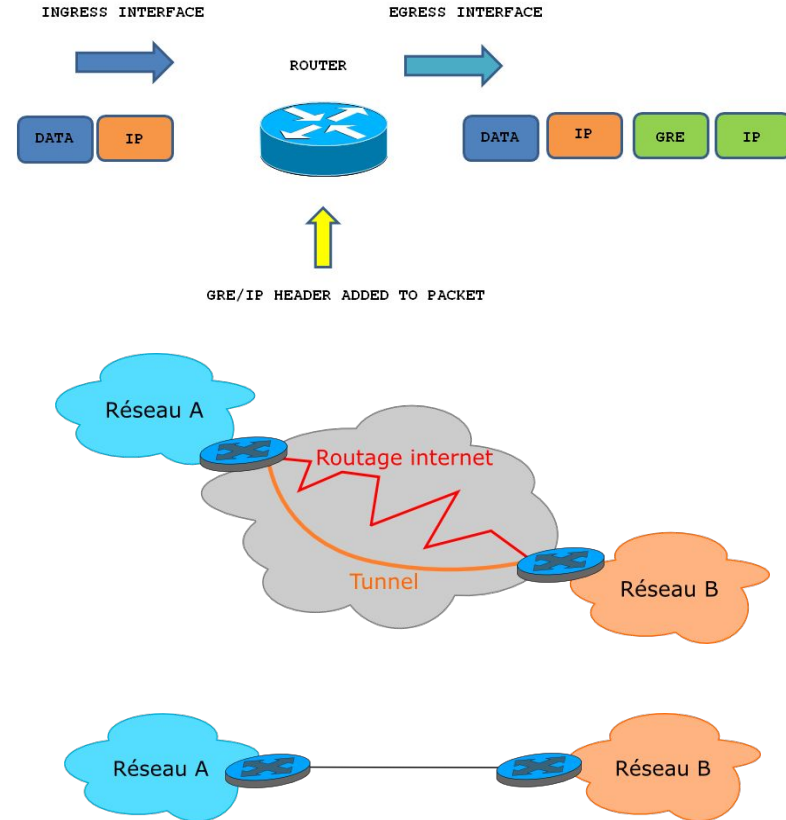 INGRESS INTERFACE
EGRESS INTERFACE
ROUTER
DATA
IP
DATA
IP
GRE
IP
GRE/IP HEADER ADDED TO PACKET
Réseau A
Routage internet
Tunnel
Réseau B
Réseau A
Réseau B